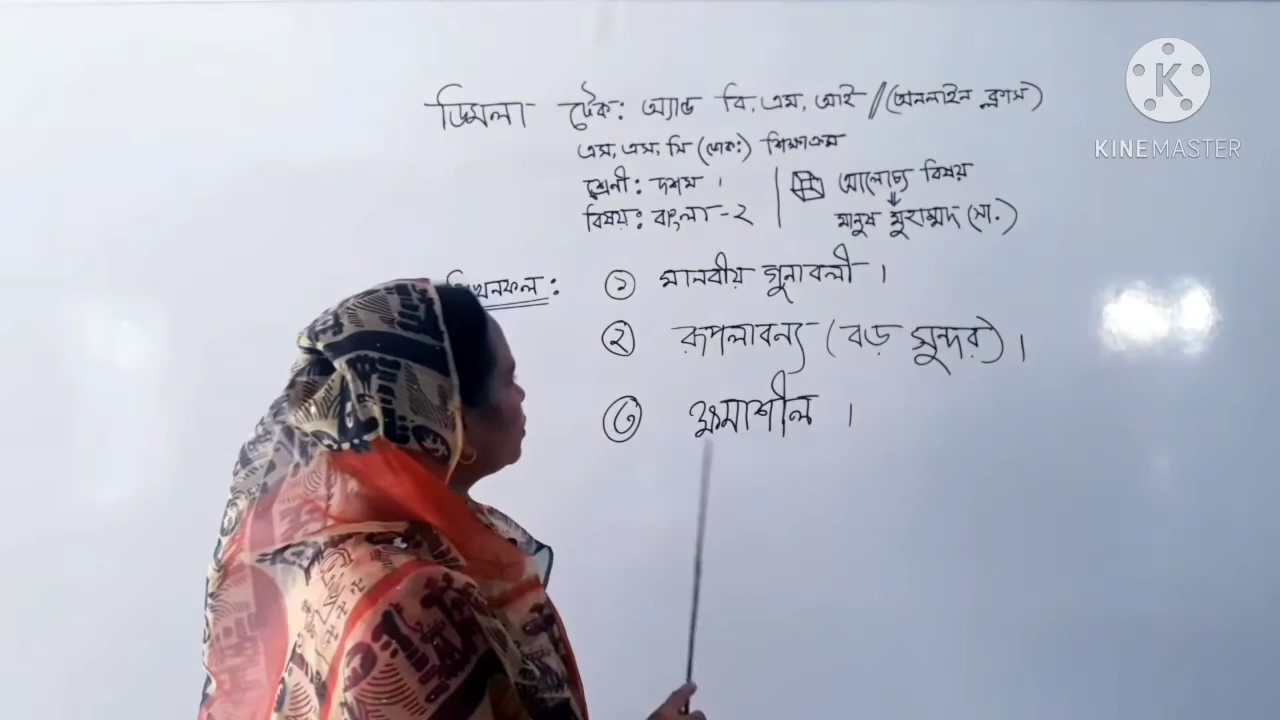 ডিমলা টেক: অ্যান্ড বি.এম.আই // (অনলাইন ক্লাস)
এস.এস.সি (ভোক:) শিক্ষাক্রম
শ্রেনী: দশম।
বিষয়: বাংলা-২
আলোচ্য বিষয়
মানুষ মুহাম্মদ (সা.)
১ মানবীয় গুনাবলী।
২ রূপলাবন্য (বড় সুন্দর)।
৩ ক্ষমাশীল।
KINEMASTER